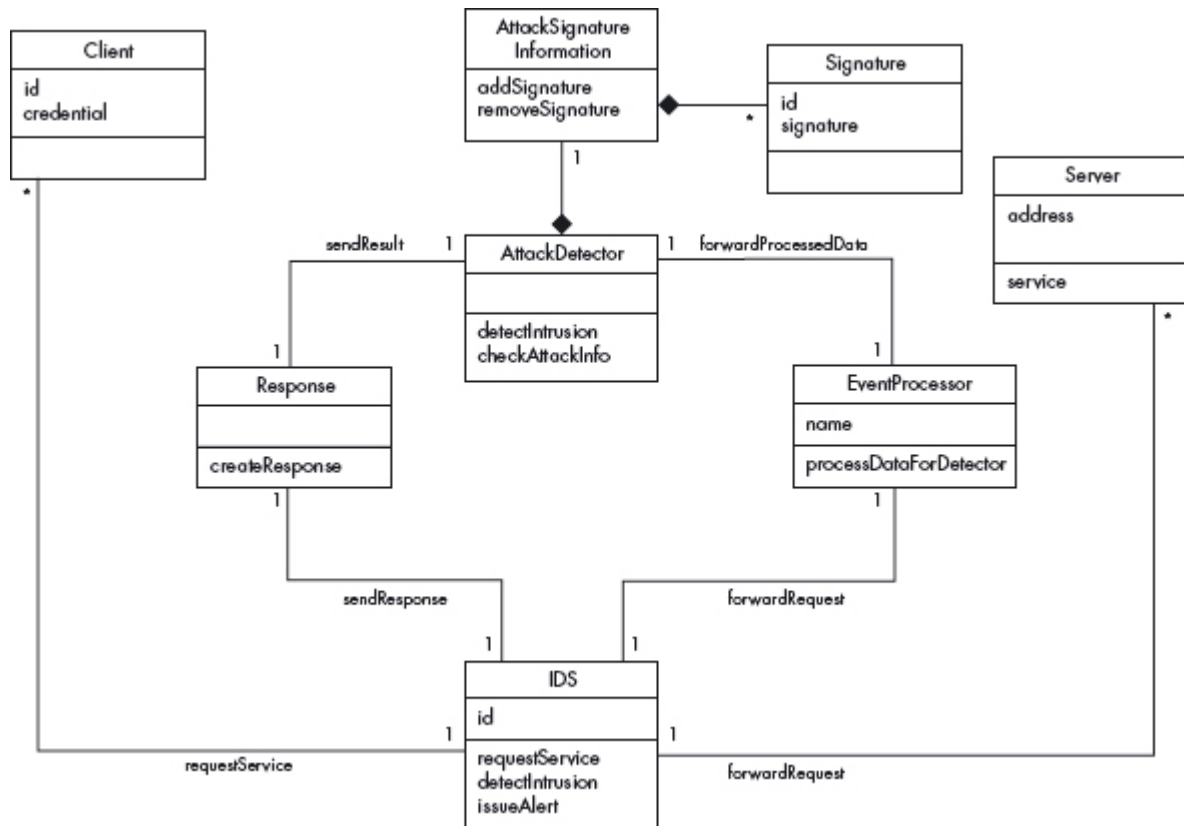 Client
id
credential
*
AttackSignature
Information
addSignature
removeSignature
1
Signature
id
signature
*
Server
address
service
*
sendResult
1
AttackDetector
detectIntrusion
checkAttackInfo
1
forwardProcessedData
1
Response
createResponse
1
1
EventProcessor
name
processDataForDetector
1
sendResponse
1
forwardRequest
1
IDS
id
requestService
detectIntrusion
issueAlert
1
requestService
1
forwardRequest